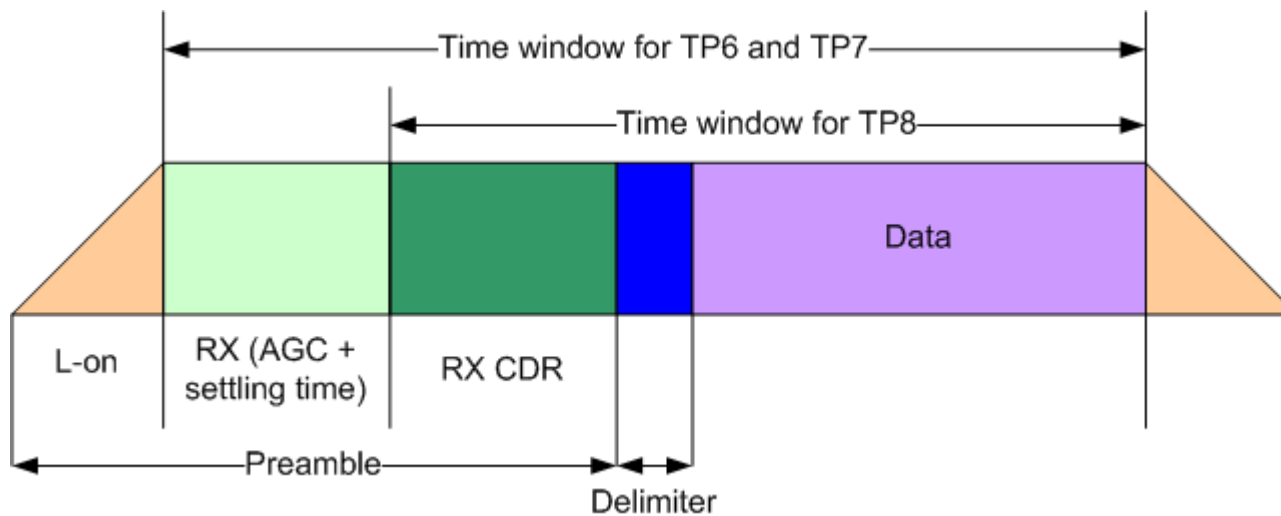 Time window for TP6 and TP7
Time window for TP8
Data
L-on
RX (AGC +
settling time)
RX CDR
Preamble
Delimiter